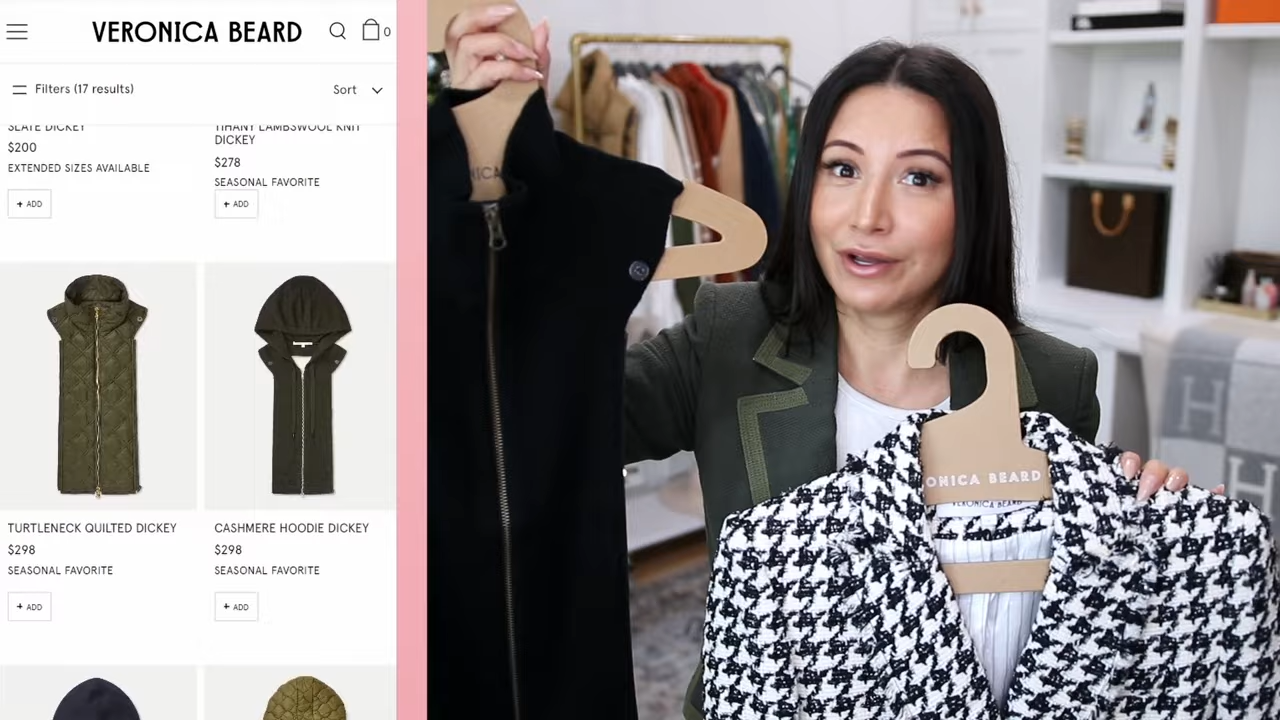 VERONICA BEARD
0
Filters (17 results)
Sort
SLATE DICKEY
TIHANY LAMBSWOOL KNIT
DICKEY
$200
$278
EXTENDED SIZES AVAILABLE
SEASONAL FAVORITE
+ ADD
+ ADD
TURTLENECK QUILTED DICKEY
CASHMERE HOODIE DICKEY
$298
$298
SEASONAL FAVORITE
SEASONAL FAVORITE
+ ADD
+ ADD
ICA
ONICA BEARD
VERONICA BEARD
H
H